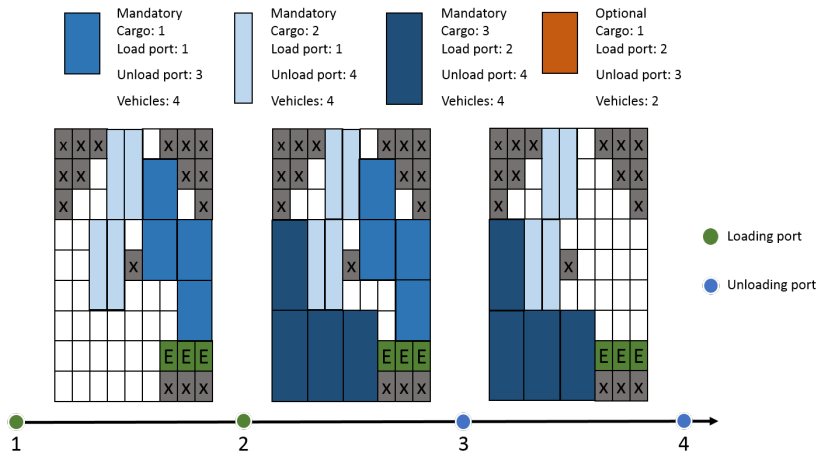 Mandatory
Cargo: 1
Load port: 1
Unload port: 3
Vehicles: 4
Mandatory
Cargo: 2
Load port: 1
Unload port: 4
Vehicles: 4
Mandatory
Cargo: 3
Load port: 2
Unload port: 4
Vehicles: 4
Optional
Cargo: 1
Load port: 2
Unload port: 3
Vehicles: 2
x X X X X X
X X X X
X X
X
E E E
X X X
X X X X X X
X X X X
X X
X
E E E
X X X
x X X X X X
X X X X
X X
X
E E E
X X X
Loading port
Unloading port
1 2 3 4